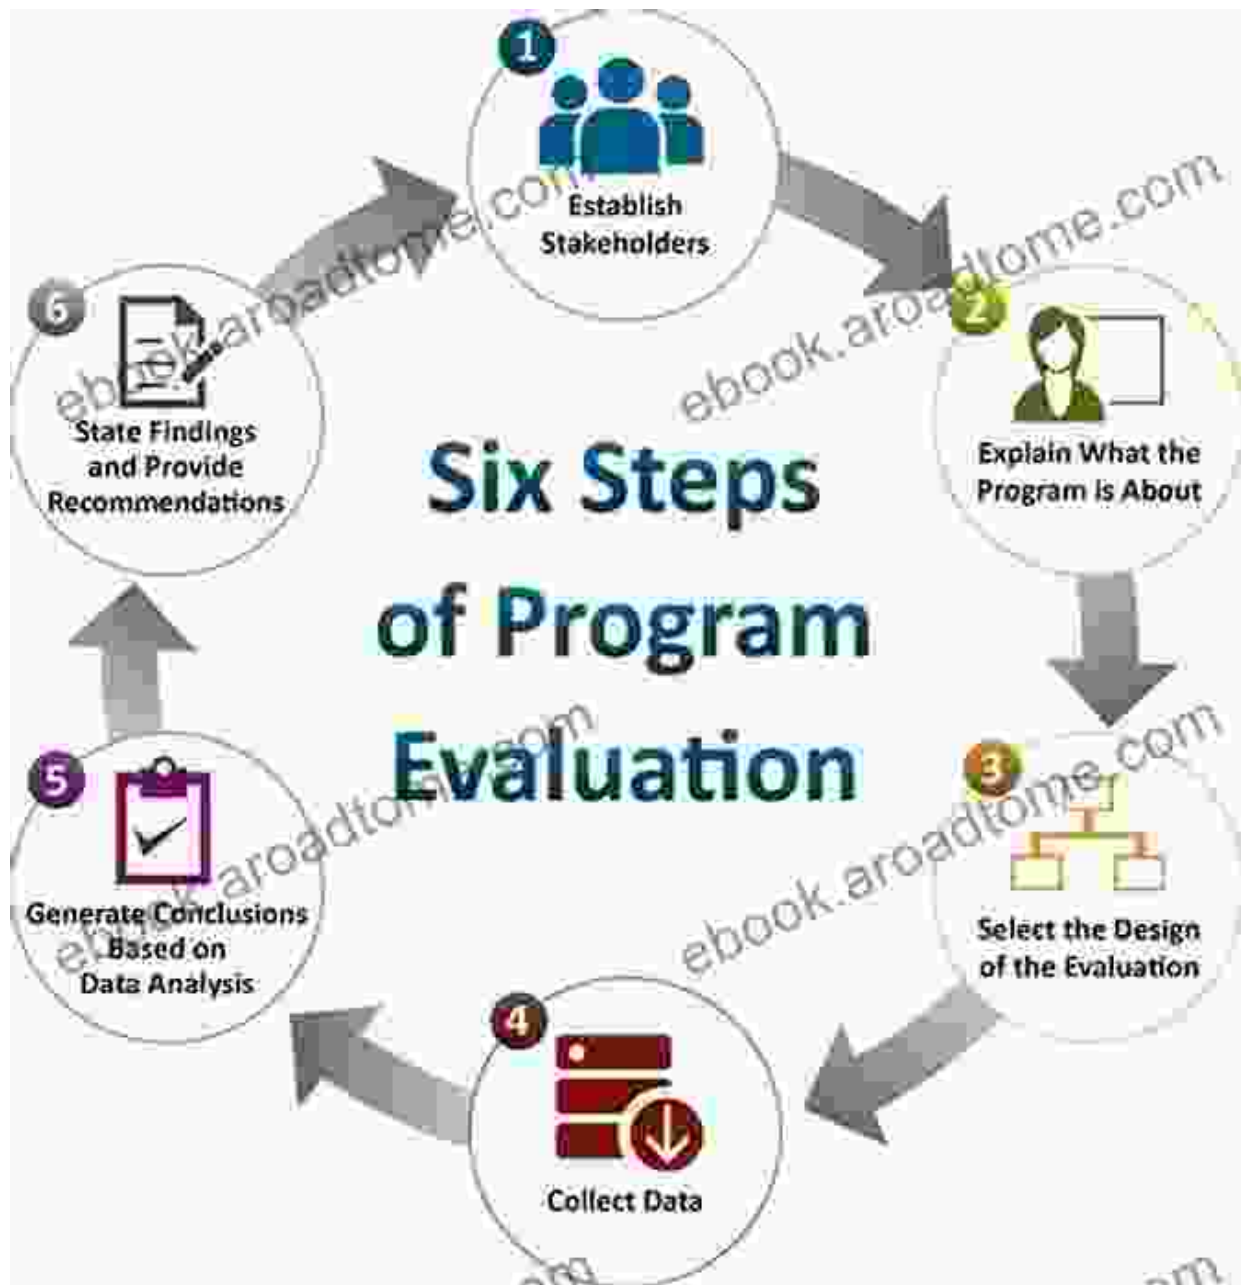 1
Establish
Stakeholders
2
Explain What the
Program is About
3
Select the Design
of the Evaluation
4
Collect Data
5
Generate Conclusions
Based on
Data Analysis
6
State Findings
and Provide
Recommendations
Six Steps
of Program
Evaluation
ebook.aroadtome.com
ebook.aroadtome.com
ebook.aroadtome.com
ebook.aroadtome.com